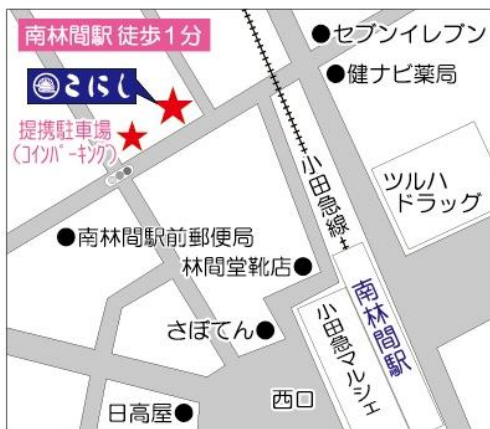 南林間駅 徒歩1分
こにし
提携駐車場
(コインパーキング)
●セブンイレブン
●健ナビ薬局
小田急線
ツルハ
ドラッグ
●南林間駅前郵便局
林間堂靴店●
さぼてん●
南林間駅
小田急マルシェ
西口
日高屋●